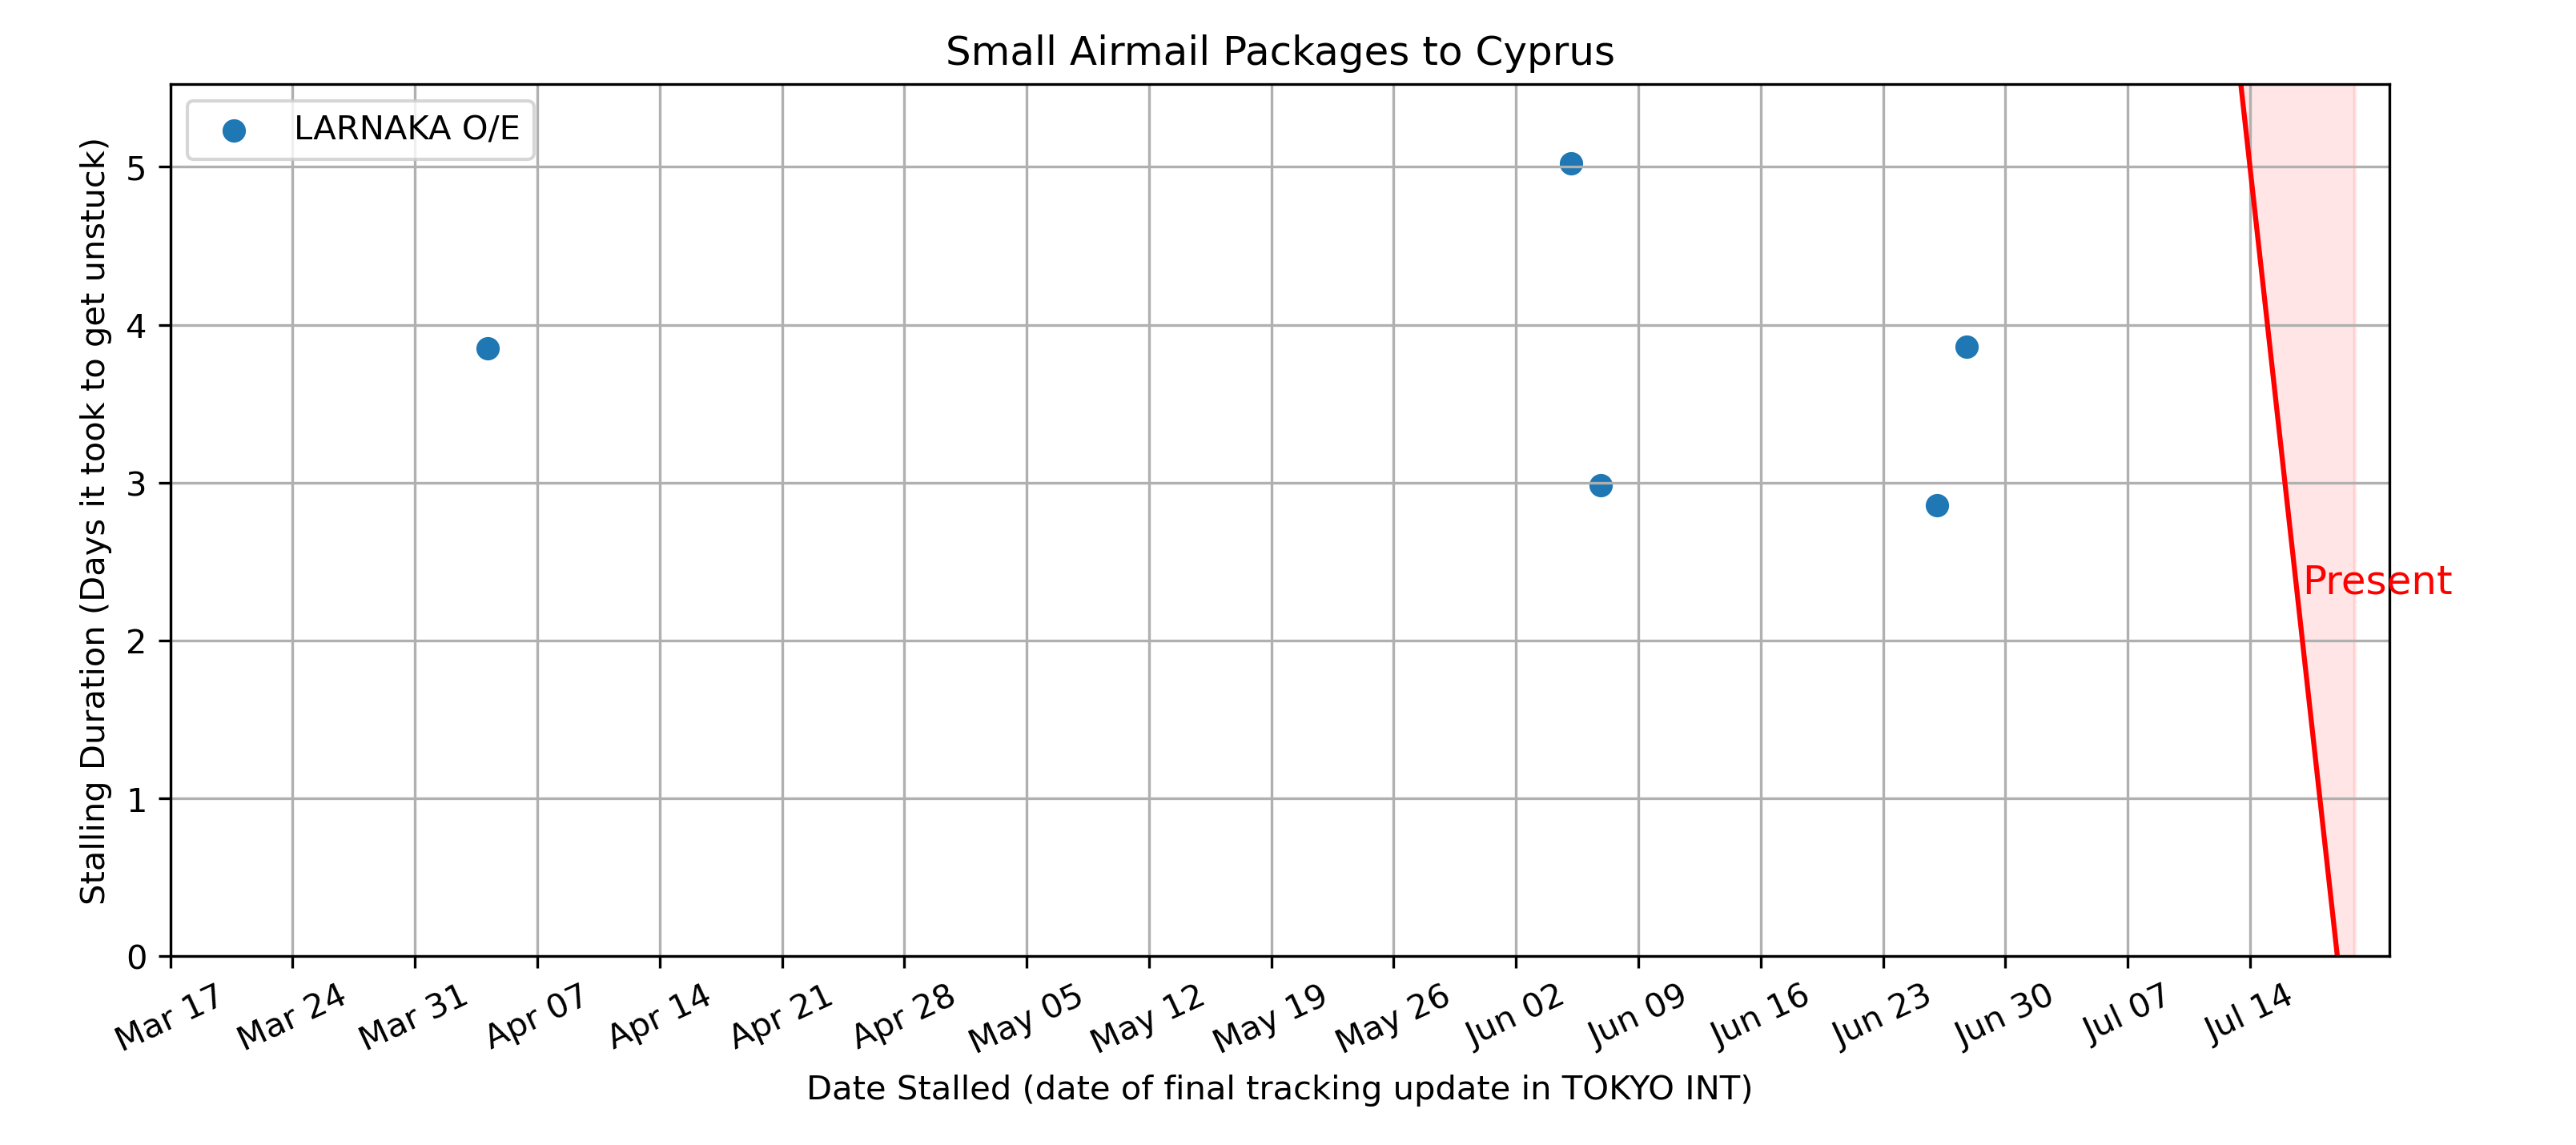 Small Airmail Packages to Cyprus
LARNAKA O/E
Stalling Duration (Days it took to get unstuck)
5
4
3
2
1
0
Present
Mar 17 Mar 24 Mar 31 Apr 07 Apr 14 Apr 21 Apr 28 May 05 May 12 May 19 May 26 Jun 02 Jun 09 Jun 16 Jun 23 Jun 30 Jul 07 Jul 14
Date Stalled (date of final tracking update in TOKYO INT)